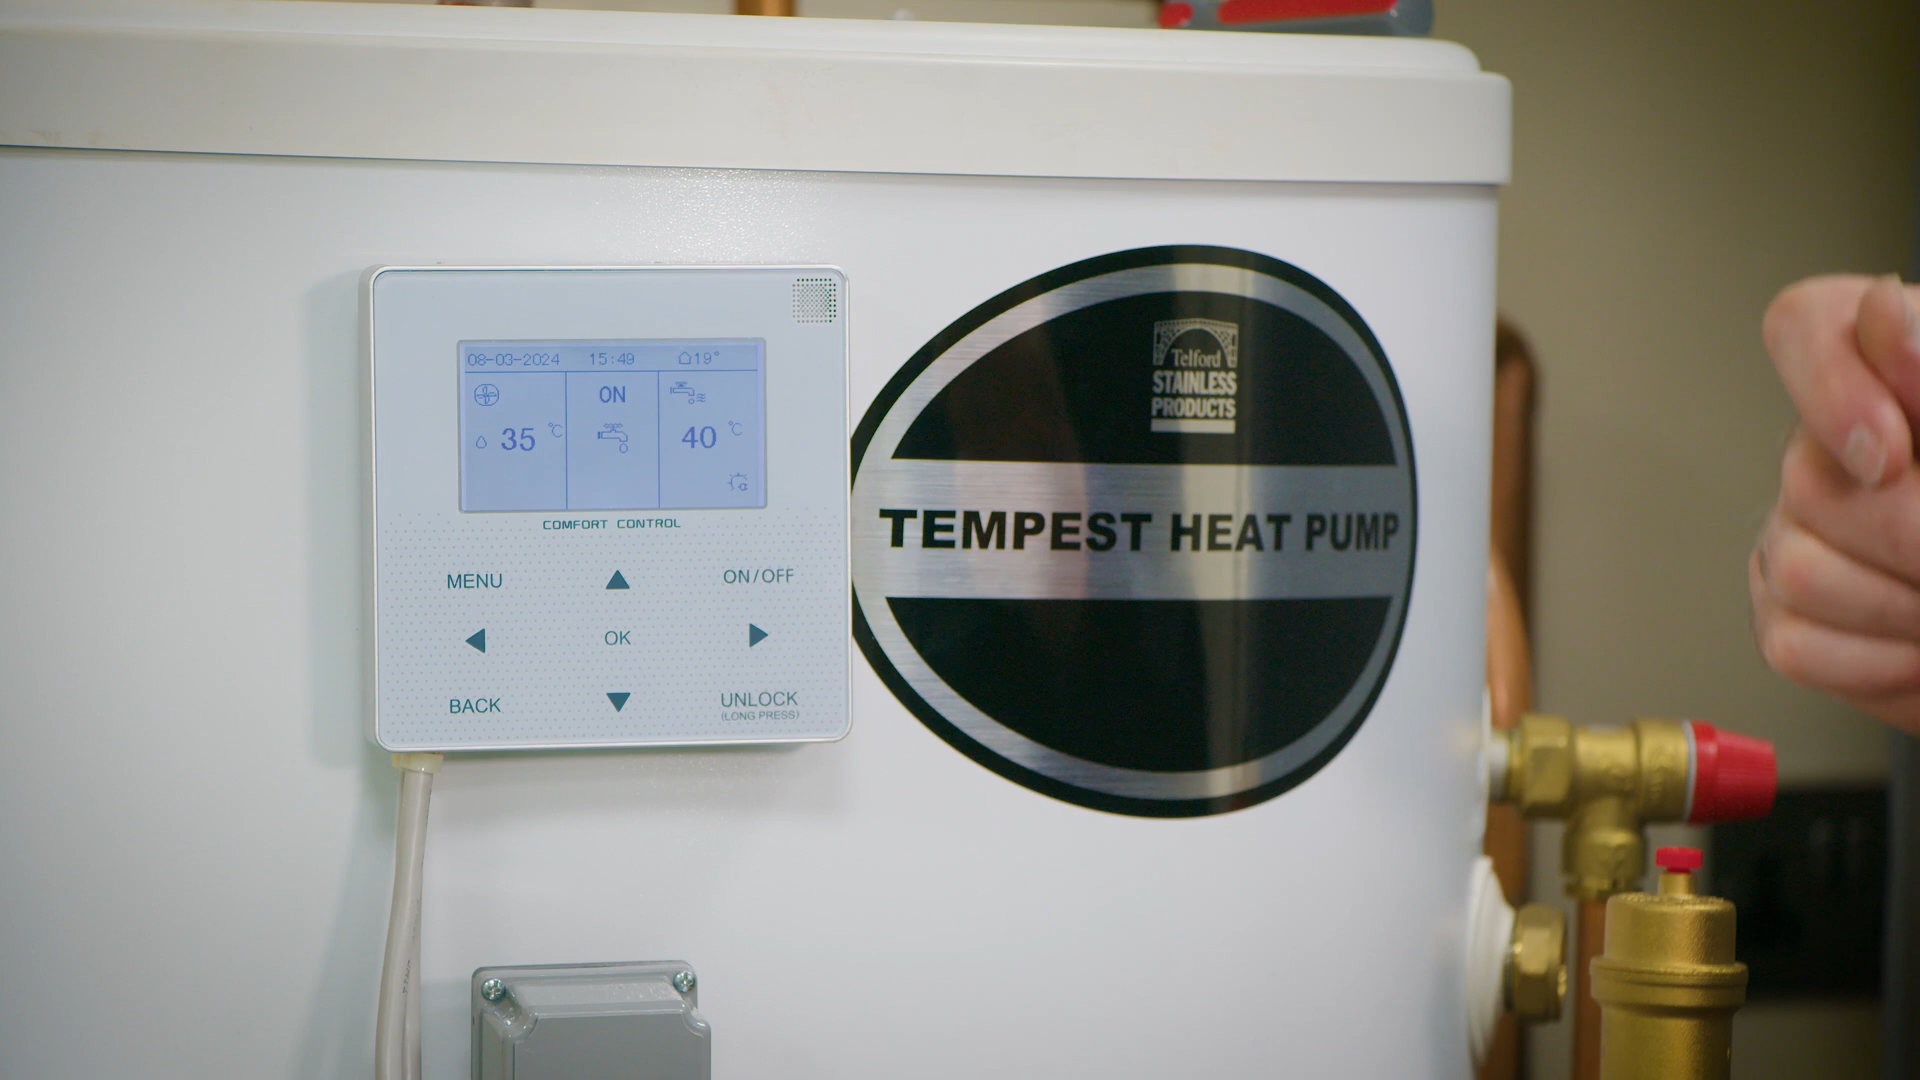 08-03-2024 15:49 19°
ON
35 °C
40 °C
COMFORT CONTROL
MENU
ON/OFF
OK
BACK
UNLOCK
(LONG PRESS)
Telford
STAINLESS
PRODUCTS
TEMPEST HEAT PUMP